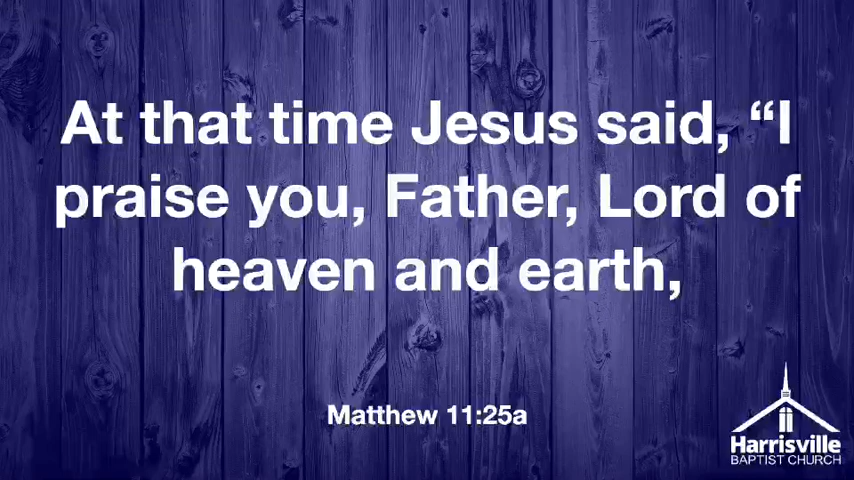 At that time Jesus said, “I
praise you, Father, Lord of
heaven and earth,
Matthew 11:25a
Harrisville
BAPTIST CHURCH